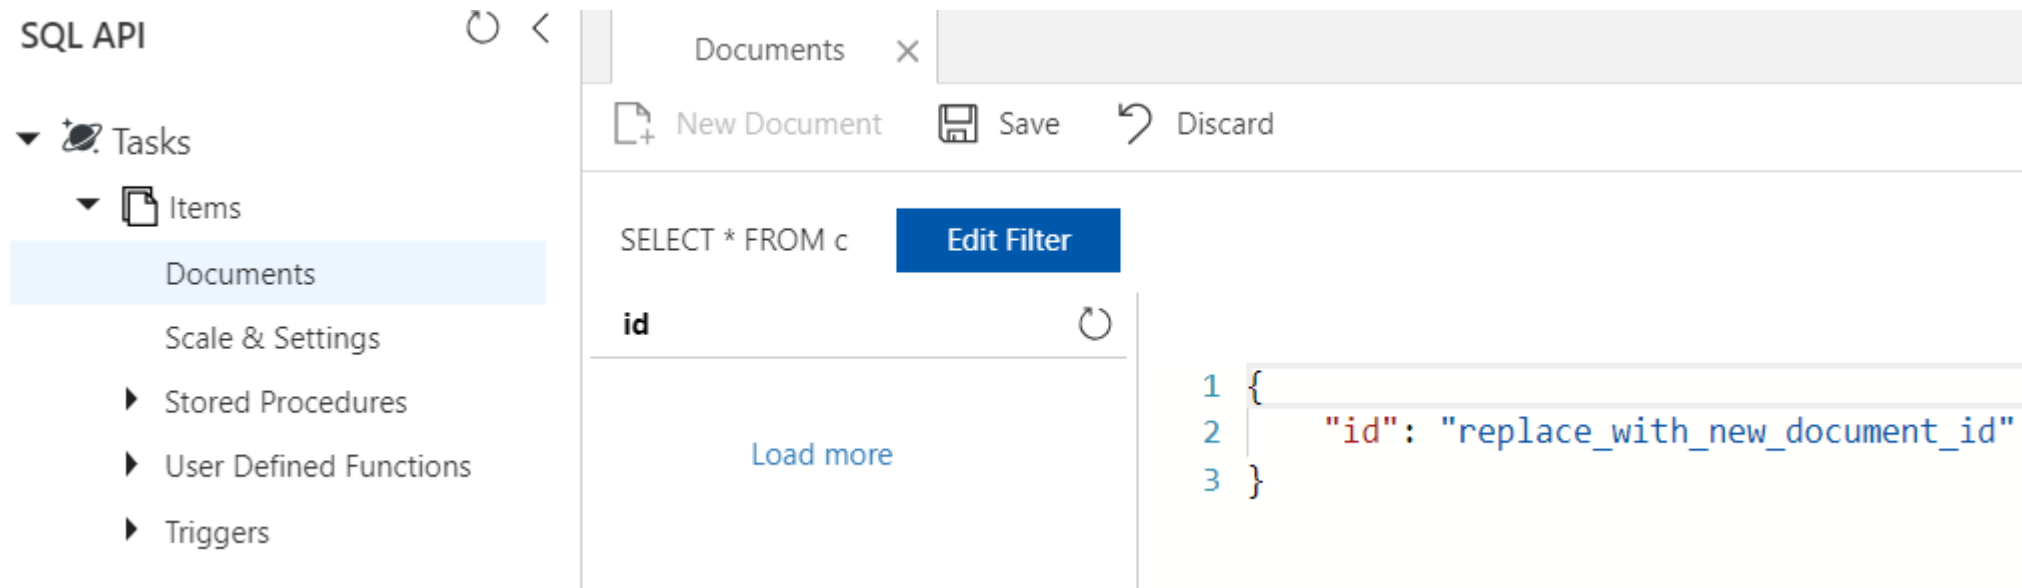 SQL API
Tasks
Items
Documents
Scale & Settings
Stored Procedures
User Defined Functions
Triggers
Documents
New Document Save Discard
SELECT * FROM c Edit Filter
id
Load more
1 {
2 "id": "replace_with_new_document_id"
3 }